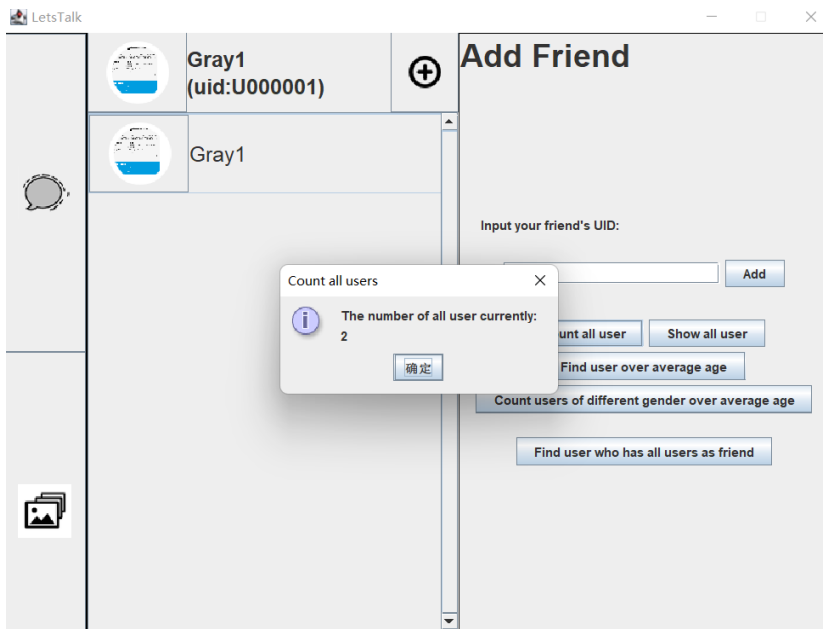 LetsTalk
Gray1
(uid:U000001)
Gray1
Add Friend
Input your friend's UID:
Add
Count all users
The number of all user currently:
2
确定
unt all user
Show all user
Find user over average age
Count users of different gender over average age
Find user who has all users as friend